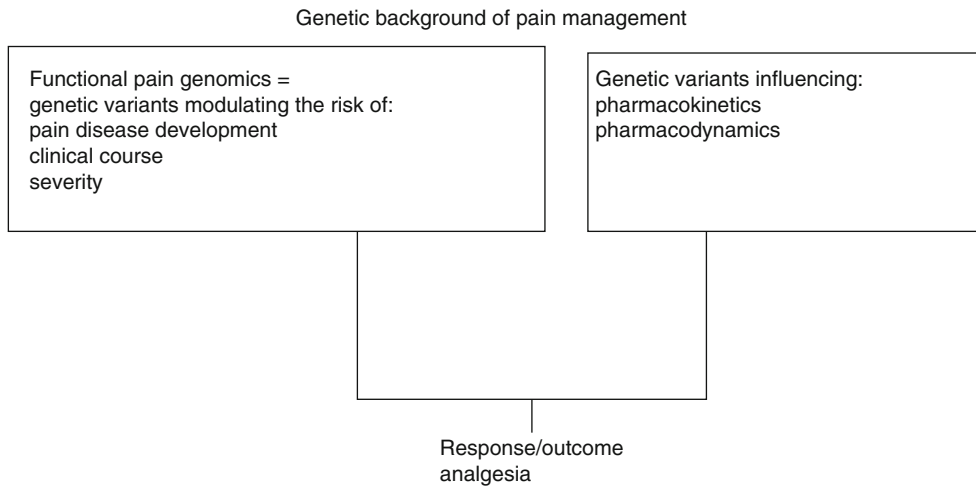 Genetic background of pain management
Functional pain genomics =
genetic variants modulating the risk of:
pain disease development
clinical course
severity
Genetic variants influencing:
pharmacokinetics
pharmacodynamics
Response/outcome
analgesia